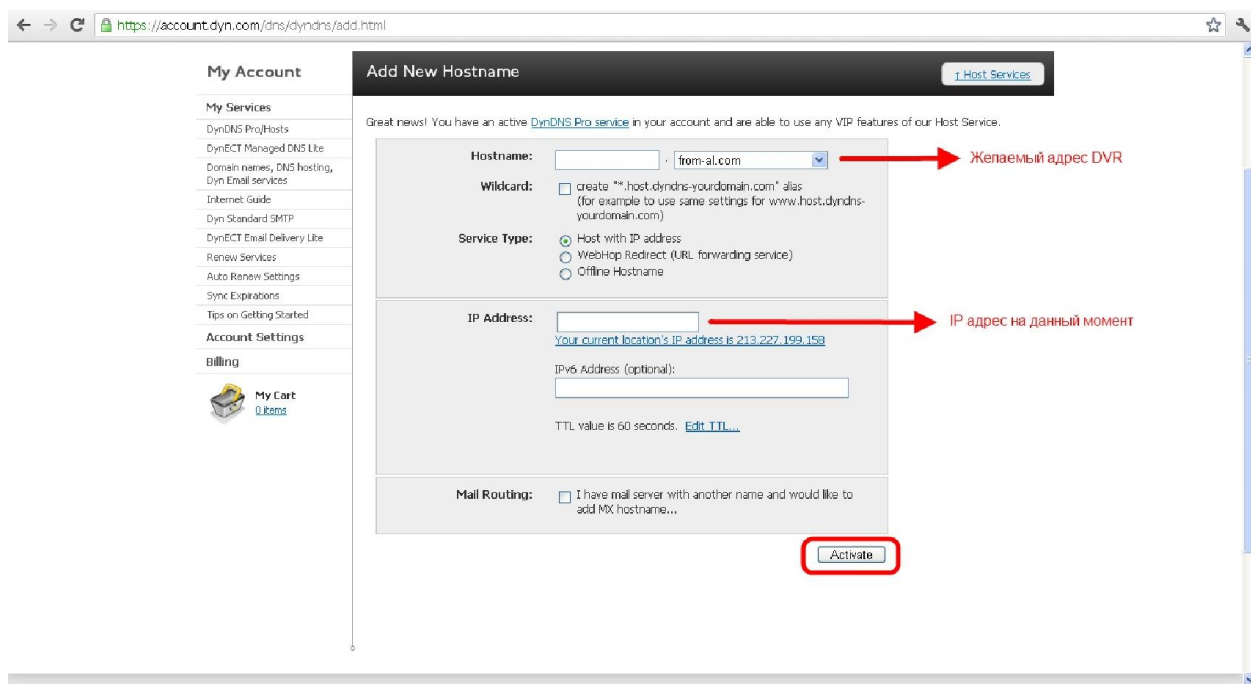 https://account.dyn.com/dns/dyndns/add.html
My Account
My Services
DynDNS Pro/Hosts
DynECT Managed DNS Lite
Domain names, DNS hosting,
Dyn Email services
Internet Guide
Dyn Standard SMTP
DynECT Email Delivery Lite
Renew Services
Auto Renew Settings
Sync Expirations
Tips on Getting Started
Account Settings
Billing
My Cart
0 items
Add New Hostname
↑ Host Services
Great news! You have an active DynDNS Pro service in your account and are able to use any VIP features of our Host Service.
Hostname: . from-al.com
Желаемый адрес DVR
Wildcard: create "*.host.dyndns-yourdomain.com" alias
(for example to use same settings for www.host.dyndns-
yourdomain.com)
Service Type: Host with IP address
WebHop Redirect (URL forwarding service)
Offline Hostname
IP Address:
IP адрес на данный момент
Your current location's IP address is 213.227.199.158
IPv6 Address (optional):
TTL value is 60 seconds. Edit TTL...
Mail Routing: I have mail server with another name and would like to
add MX hostname...
Activate